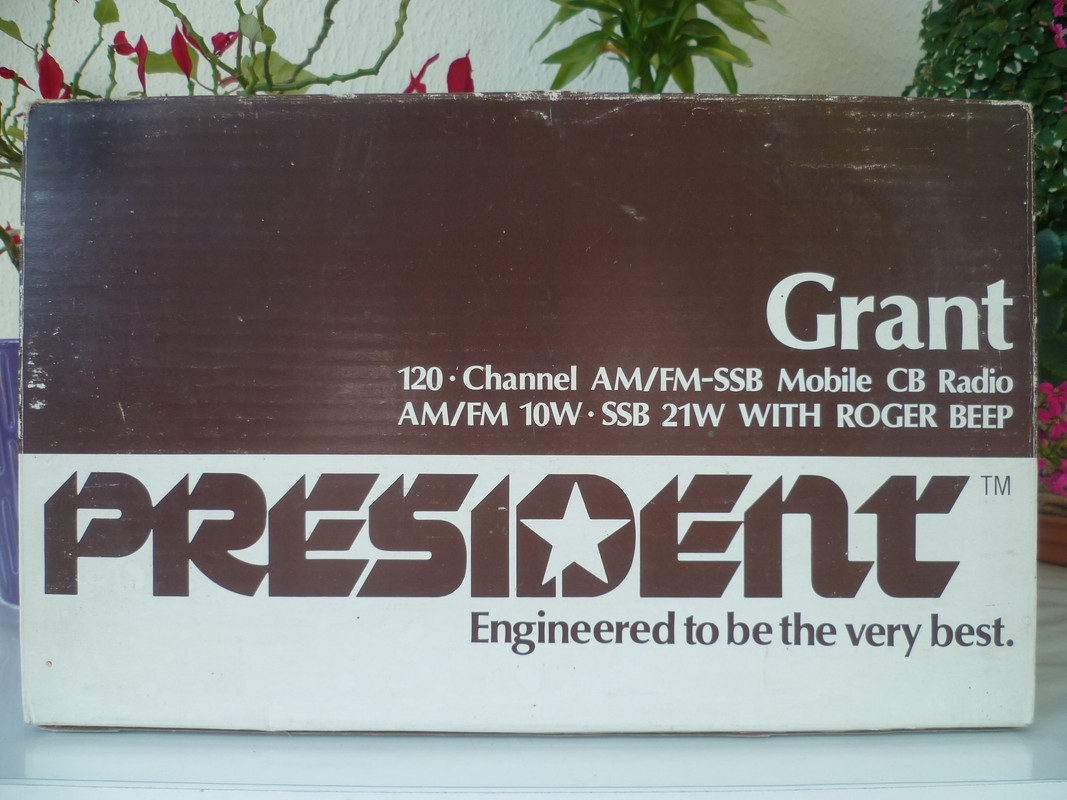 Grant
120 · Channel AM/FM-SSB Mobile CB Radio
AM/FM 10W · SSB 21W WITH ROGER BEEP
PRESIDENT ™
Engineered to be the very best.